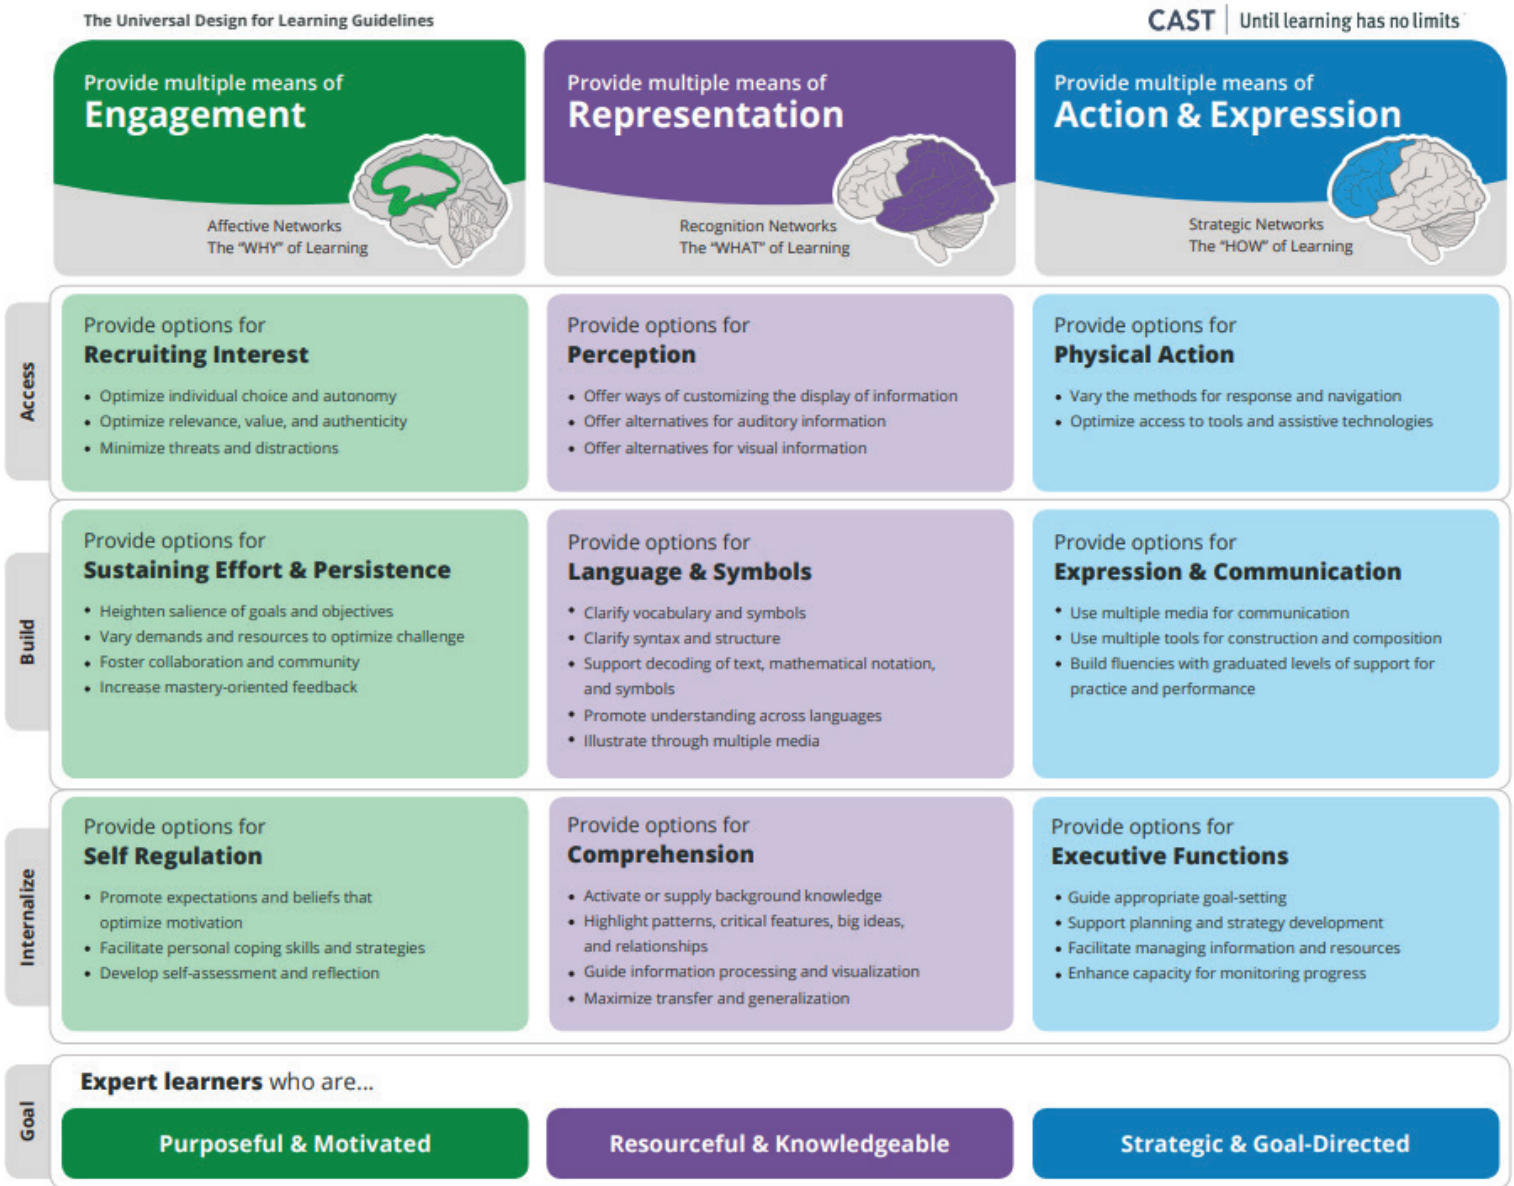 The Universal Design for Learning Guidelines
CAST | Until learning has no limits
Provide multiple means of
Engagement
Affective Networks
The “WHY” of Learning
Provide multiple means of
Representation
Recognition Networks
The “WHAT” of Learning
Provide multiple means of
Action & Expression
Strategic Networks
The “HOW” of Learning
Access
Provide options for
Recruiting Interest
• Optimize individual choice and autonomy
• Optimize relevance, value, and authenticity
• Minimize threats and distractions
Provide options for
Perception
• Offer ways of customizing the display of information
• Offer alternatives for auditory information
• Offer alternatives for visual information
Provide options for
Physical Action
• Vary the methods for response and navigation
• Optimize access to tools and assistive technologies
Build
Provide options for
Sustaining Effort & Persistence
• Heighten salience of goals and objectives
• Vary demands and resources to optimize challenge
• Foster collaboration and community
• Increase mastery-oriented feedback
Provide options for
Language & Symbols
• Clarify vocabulary and symbols
• Clarify syntax and structure
• Support decoding of text, mathematical notation,
and symbols
• Promote understanding across languages
• Illustrate through multiple media
Provide options for
Expression & Communication
• Use multiple media for communication
• Use multiple tools for construction and composition
• Build fluencies with graduated levels of support for
practice and performance
Internalize
Provide options for
Self Regulation
• Promote expectations and beliefs that
optimize motivation
• Facilitate personal coping skills and strategies
• Develop self-assessment and reflection
Provide options for
Comprehension
• Activate or supply background knowledge
• Highlight patterns, critical features, big ideas,
and relationships
• Guide information processing and visualization
• Maximize transfer and generalization
Provide options for
Executive Functions
• Guide appropriate goal-setting
• Support planning and strategy development
• Facilitate managing information and resources
• Enhance capacity for monitoring progress
Goal
Expert learners who are...
Purposeful & Motivated
Resourceful & Knowledgeable
Strategic & Goal-Directed